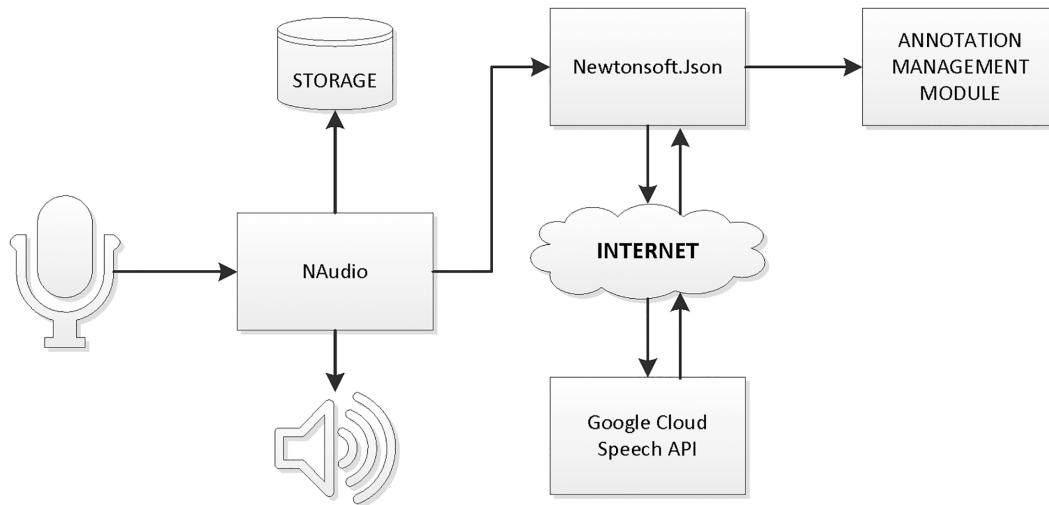 STORAGE
Newtonsoft.Json
ANNOTATION
MANAGEMENT
MODULE
NAudio
INTERNET
Google Cloud
Speech API